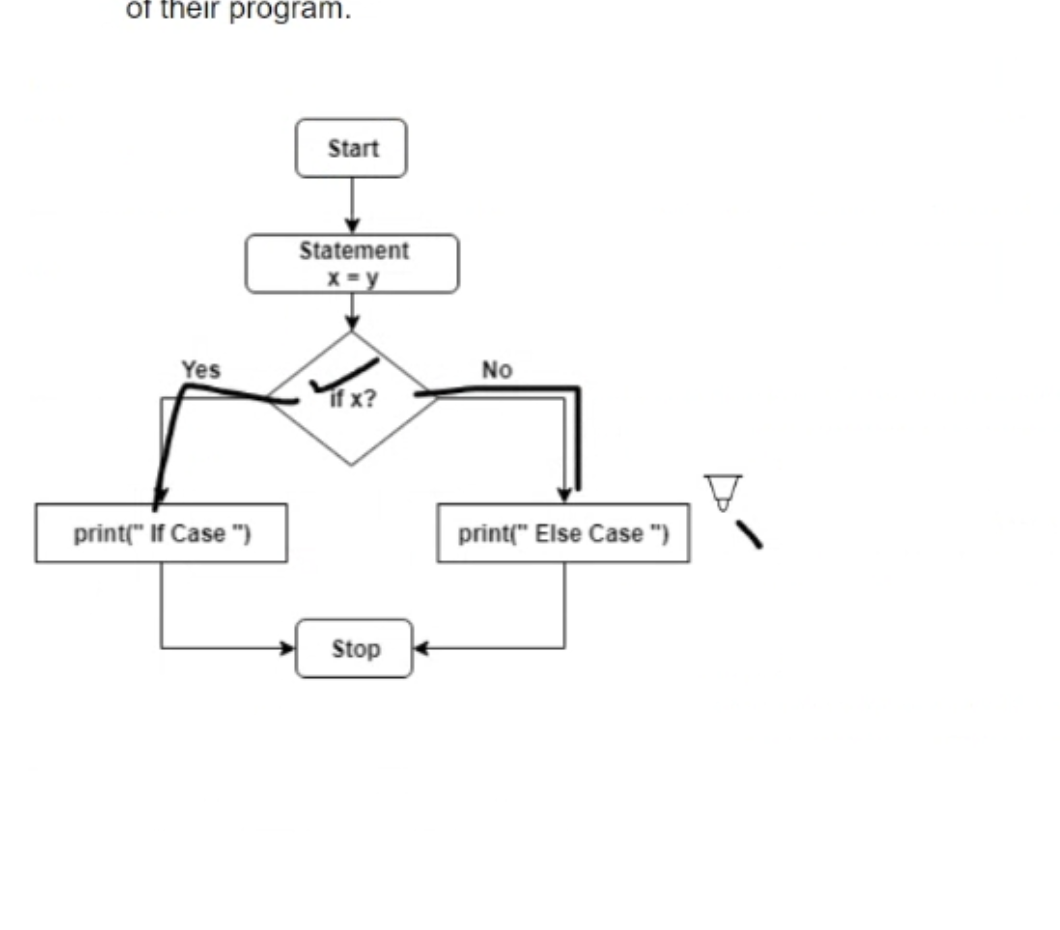 of their program.
Start
Statement
x = y
Yes
No
if x?
print(" If Case ")
print(" Else Case ")
Stop